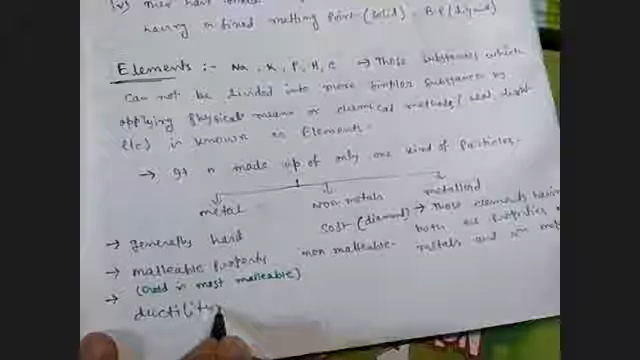 (iv) They have
having a fixed melting point (solid). B.P (liquid)
Elements :- Na, K, P, H, C → Those substances which
can not be divided into more simpler substances by
applying physical means or chemical methods ( heat, light
etc) is known as Elements.
→ It is made up of only one kind of Particles.
metal Non metals metalloid
→ generally hard soft (diamond) → Those elements having
both the properties
→ malleable property non malleable metals and non
(Gold is most malleable)
→ ductility